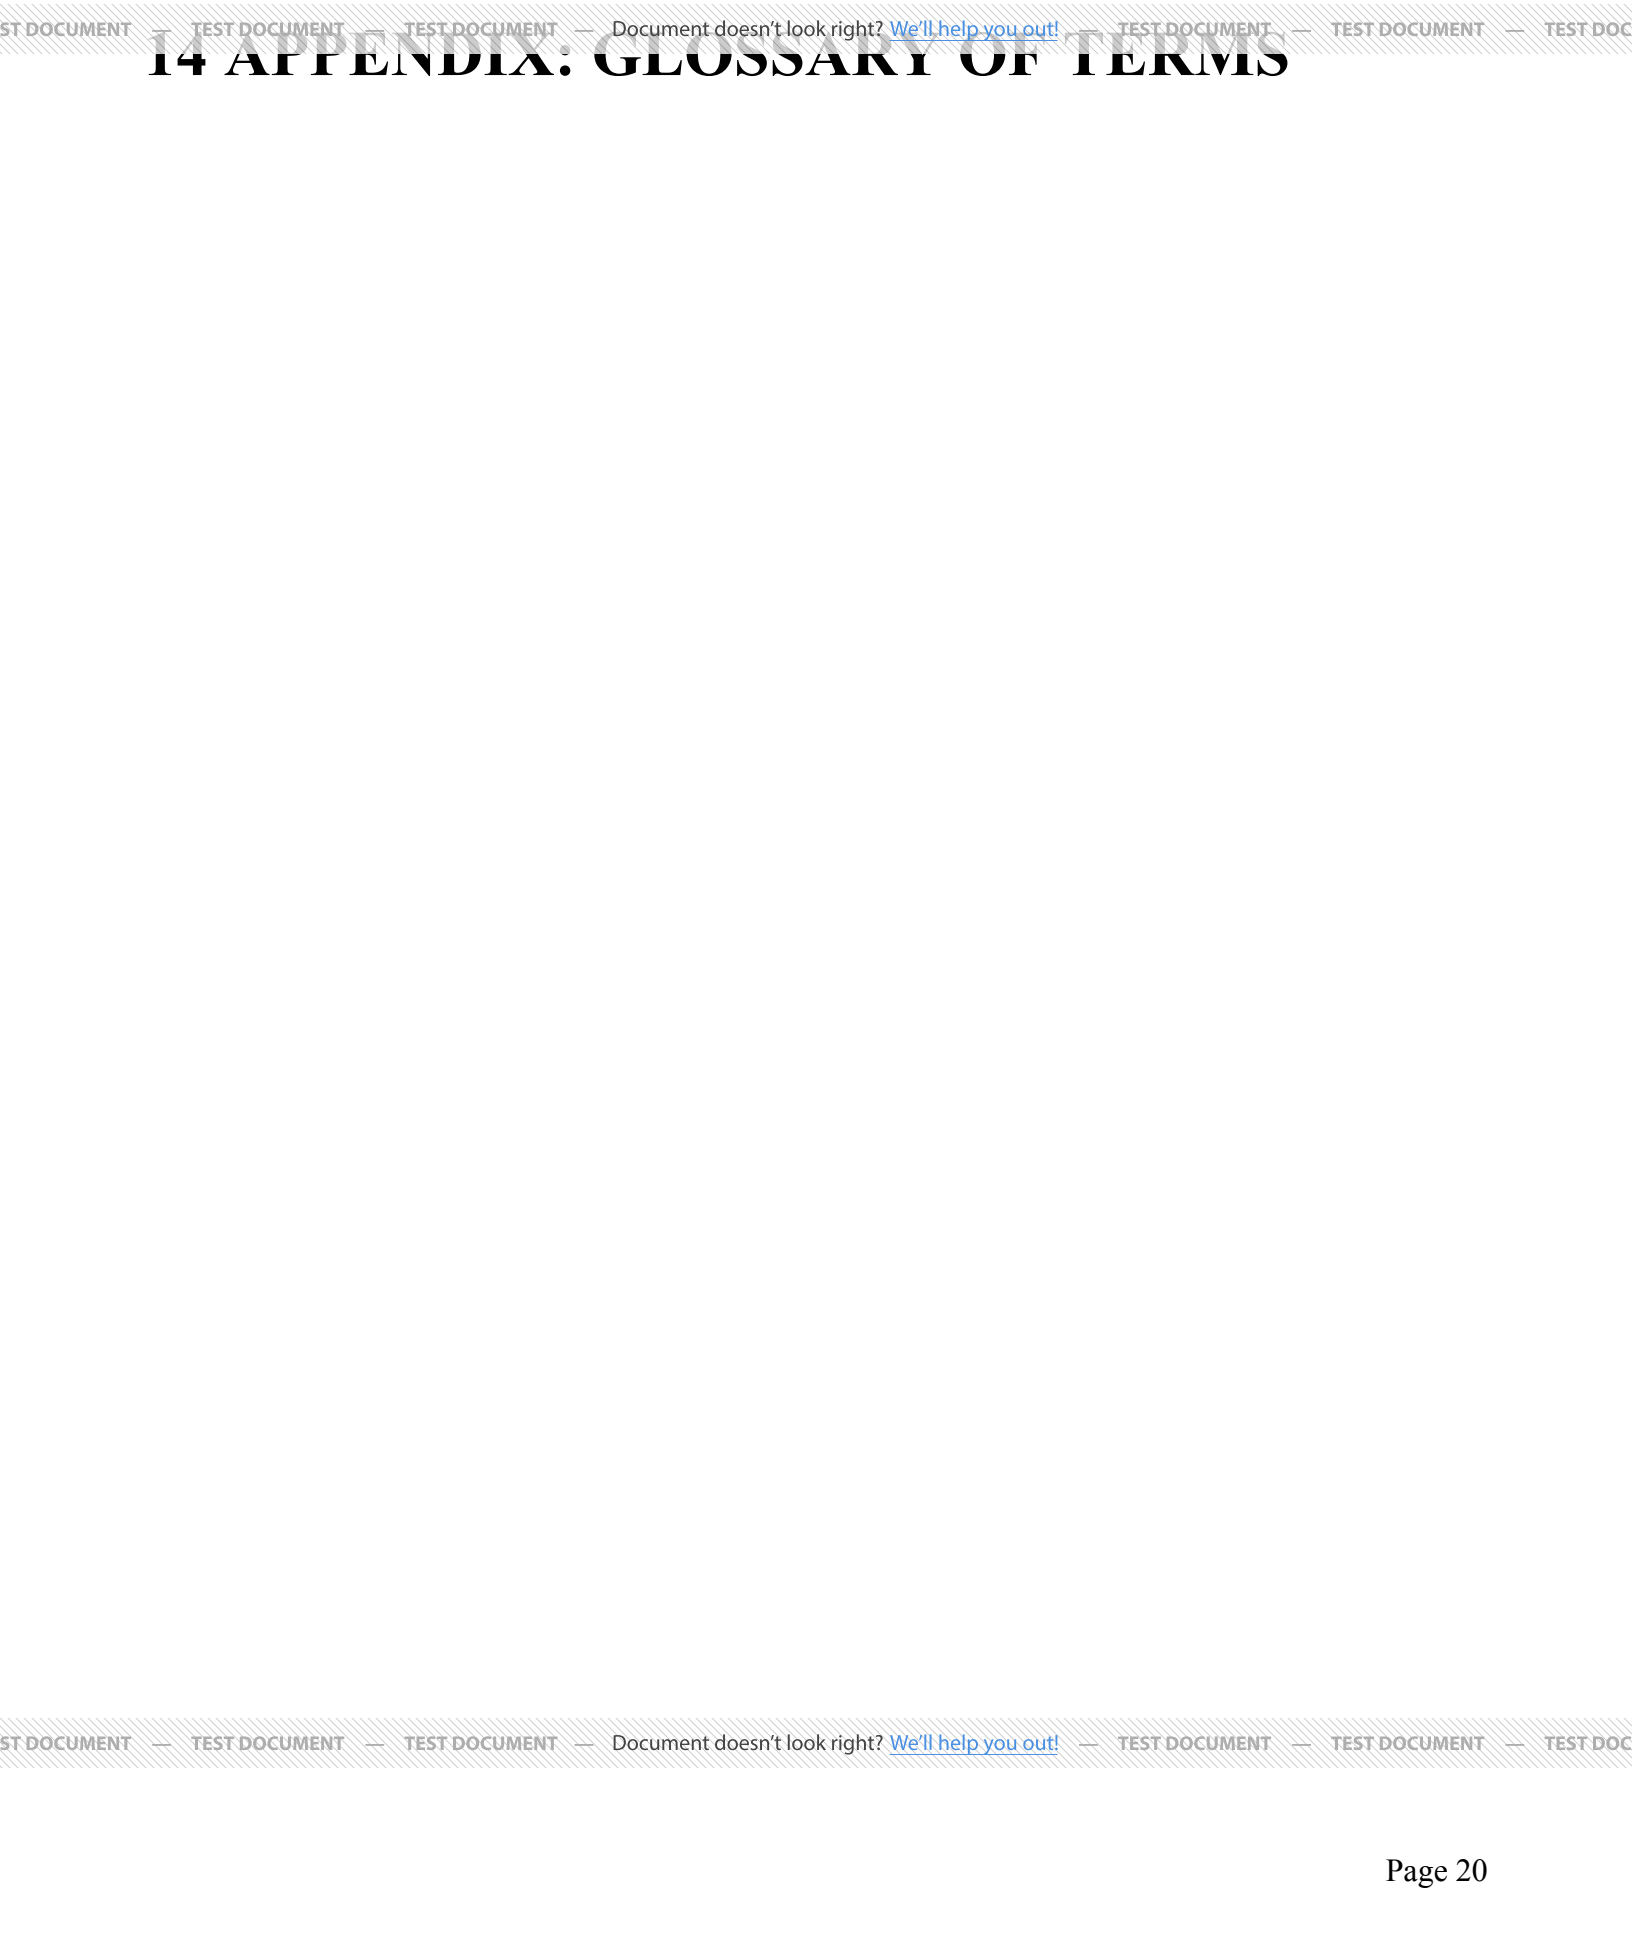 ST DOCUMENT — TEST DOCUMENT — TEST DOCUMENT — Document doesn't look right? We'll help you out! — TEST DOCUMENT — TEST DOCUMENT — TEST DOC
14 APPENDIX: GLOSSARY OF TERMS
ST DOCUMENT — TEST DOCUMENT — TEST DOCUMENT — Document doesn't look right? We'll help you out! — TEST DOCUMENT — TEST DOCUMENT — TEST DOC
Page 20